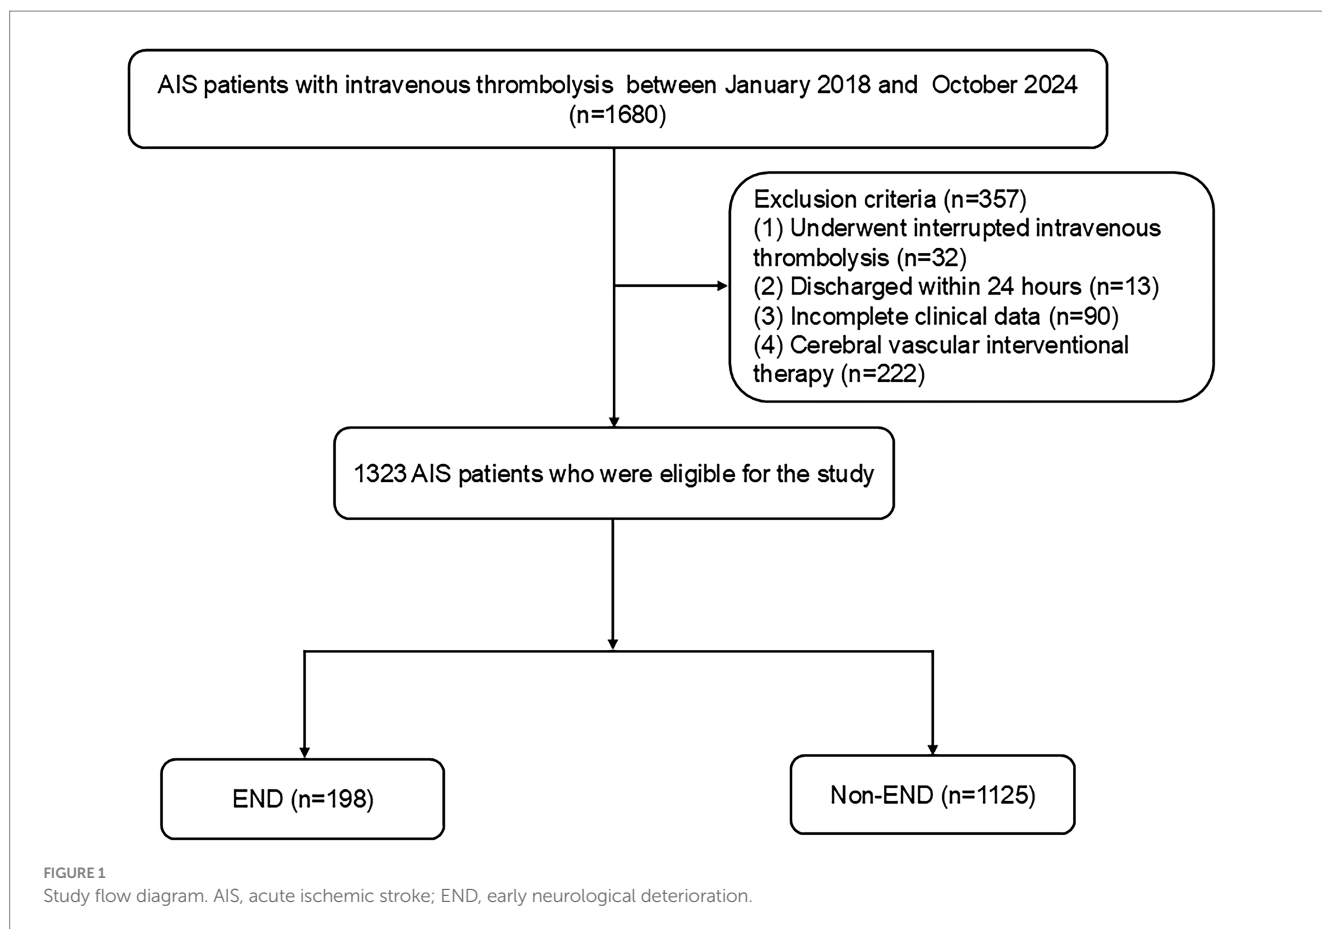 AIS patients with intravenous thrombolysis between January 2018 and October 2024
(n=1680)
Exclusion criteria (n=357)
(1) Underwent interrupted intravenous
thrombolysis (n=32)
(2) Discharged within 24 hours (n=13)
(3) Incomplete clinical data (n=90)
(4) Cerebral vascular interventional
therapy (n=222)
1323 AIS patients who were eligible for the study
END (n=198)
Non-END (n=1125)
FIGURE 1
Study flow diagram. AIS, acute ischemic stroke; END, early neurological deterioration.